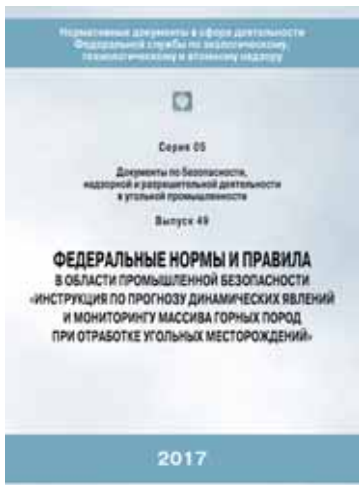 Нормативные документы в сфере деятельности
Федеральной службы по экологическому,
технологическому и атомному надзору
Серия 05
Документы по безопасности,
надзорной и разрешительной деятельности
в угольной промышленности
Выпуск 49
ФЕДЕРАЛЬНЫЕ НОРМЫ И ПРАВИЛА
В ОБЛАСТИ ПРОМЫШЛЕННОЙ БЕЗОПАСНОСТИ
«ИНСТРУКЦИЯ ПО ПРОГНОЗУ ДИНАМИЧЕСКИХ ЯВЛЕНИЙ
И МОНИТОРИНГУ МАССИВА ГОРНЫХ ПОРОД
ПРИ ОТРАБОТКЕ УГОЛЬНЫХ МЕСТОРОЖДЕНИЙ»
2017